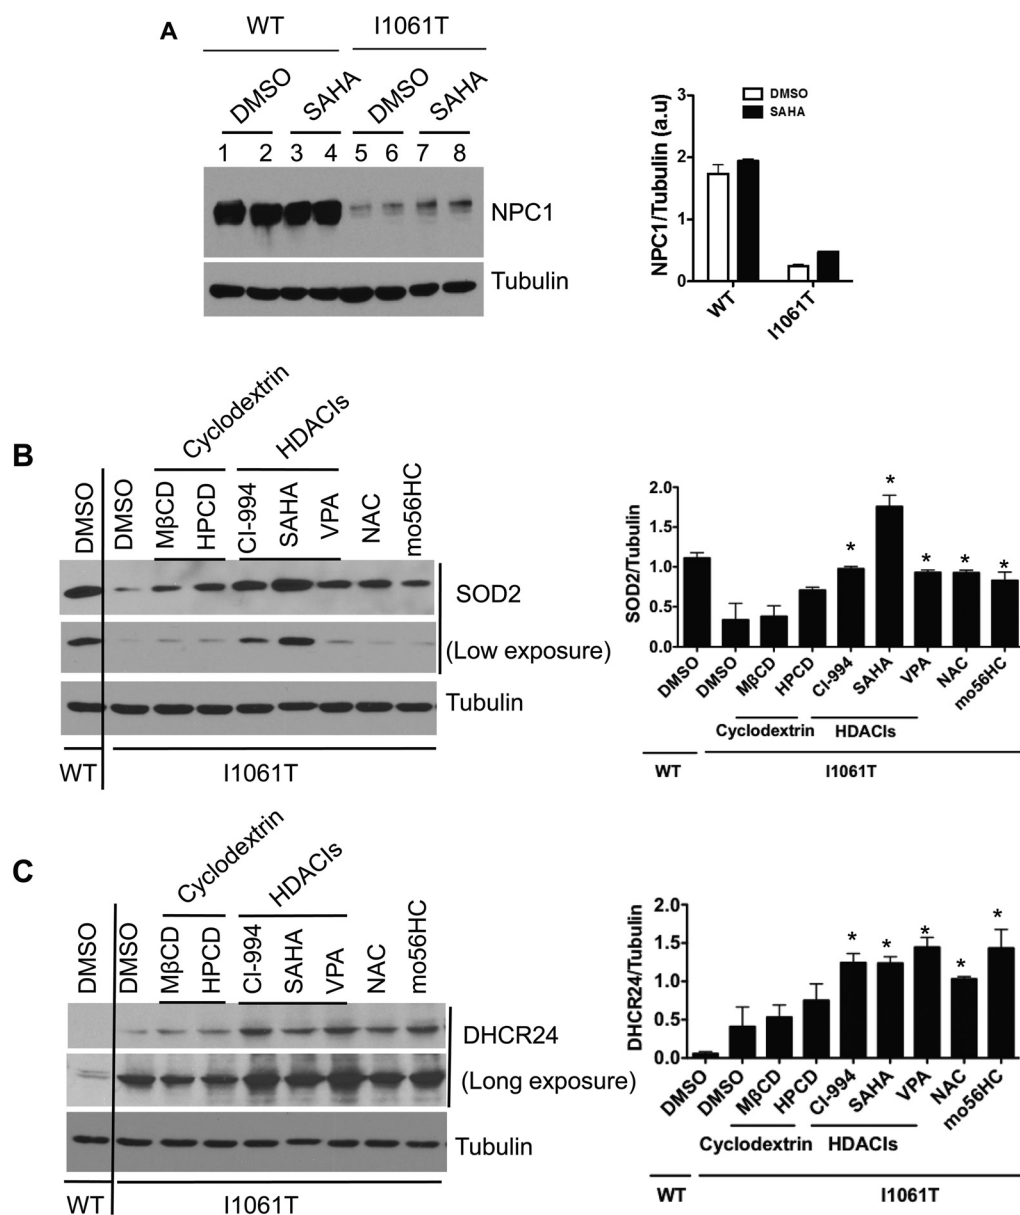 A
WT I1061T
DMSO SAHA DMSO SAHA
1 2 3 4 5 6 7 8
NPC1
Tubulin
NPC1/Tubulin (a.u)
3
2
1
0
DMSO
SAHA
WT I1061T
B
Cyclodextrin HDACIs
DMSO DMSO MβCD HPCD CI-994 SAHA VPA NAC mo56HC
SOD2
(Low exposure)
Tubulin
WT I1061T
SOD2/Tubulin
2.0
1.5
1.0
0.5
0.0
* * * * *
DMSO DMSO MβCD HPCD CI-994 SAHA VPA NAC mo56HC
Cyclodextrin HDACIs
WT I1061T
C
Cyclodextrin HDACIs
DMSO DMSO MβCD HPCD CI-994 SAHA VPA NAC mo56HC
DHCR24
(Long exposure)
Tubulin
WT I1061T
DHCR24/Tubulin
2.0
1.5
1.0
0.5
0.0
* * * * *
DMSO DMSO MβCD HPCD CI-994 SAHA VPA NAC mo56HC
Cyclodextrin HDACIs
WT I1061T